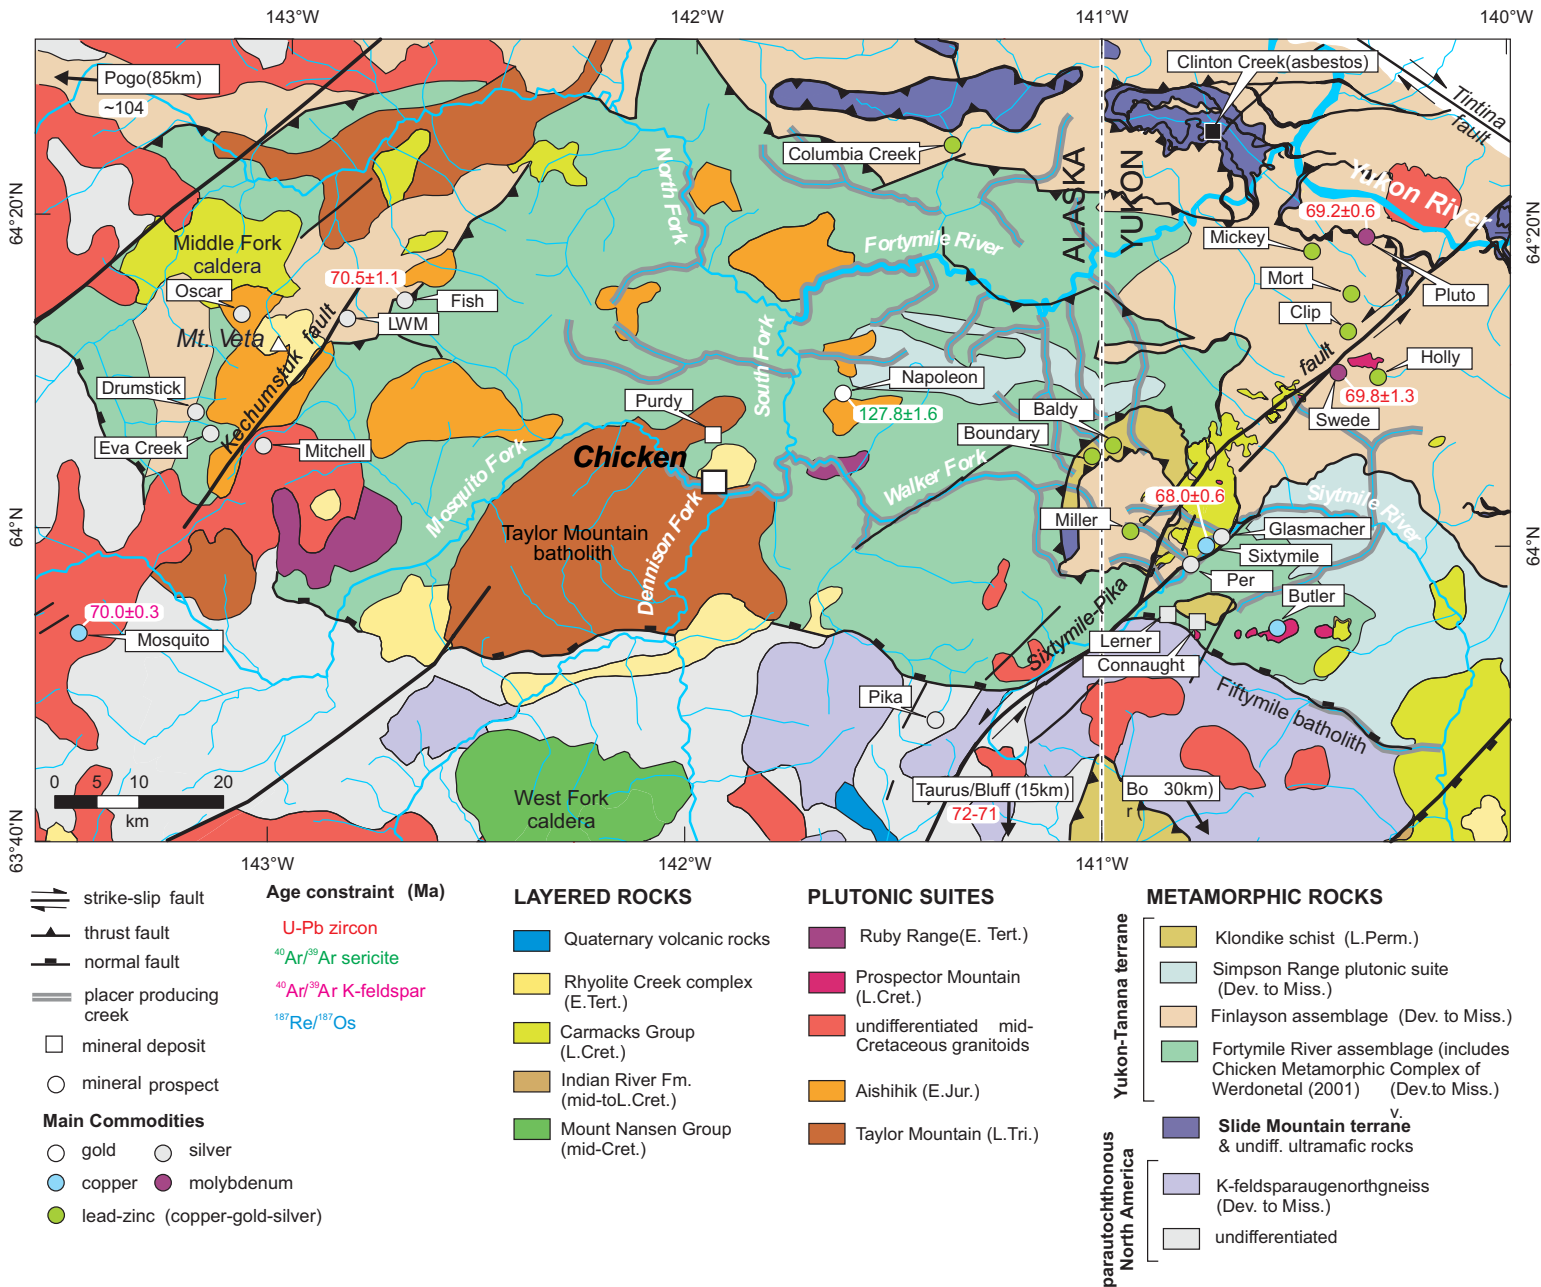 143°W
142°W
141°W
140°W
Pogo(85km)
~104
Clinton Creek(asbestos)
Tintina
fault
Columbia Creek
North Fork
ALASKA
YUKON
Yukon River
64°20'N
64°20'N
69.2±0.6
Mickey
Middle Fork
caldera
Fortymile River
Oscar
70.5±1.1
Fish
LWM
Mort
Pluto
Clip
Mt. Veta
Kechumstuk fault
South Fork
fault
Holly
Drumstick
Napoleon
127.8±1.6
69.8±1.3
Swede
Purdy
Baldy
Boundary
Eva Creek
Mitchell
Chicken
Mosquito Fork
Walker Fork
68.0±0.6
Siytmile River
64°N
64°N
Taylor Mountain
batholith
Dennison Fork
Miller
Glasmacher
Sixtymile
Per
Butler
70.0±0.3
Mosquito
Sixtymile-Pika
Lerner
Connaught
Pika
Fiftymile batholith
0 5 10 20
km
West Fork
caldera
Taurus/Bluff (15km)
72-71
Bo 30km)
r (
63°40'N
143°W
142°W
141°W
strike-slip fault
thrust fault
normal fault
placer producing
creek
mineral deposit
mineral prospect
Main Commodities
gold
silver
copper
molybdenum
lead-zinc (copper-gold-silver)
Age constraint (Ma)
U-Pb zircon
⁴⁰Ar/³⁹Ar sericite
⁴⁰Ar/³⁹Ar K-feldspar
¹⁸⁷Re/¹⁸⁷Os
LAYERED ROCKS
Quaternary volcanic rocks
Rhyolite Creek complex
(E.Tert.)
Carmacks Group
(L.Cret.)
Indian River Fm.
(mid-toL.Cret.)
Mount Nansen Group
(mid-Cret.)
PLUTONIC SUITES
Ruby Range(E. Tert.)
Prospector Mountain
(L.Cret.)
undifferentiated mid-
Cretaceous granitoids
Aishihik (E.Jur.)
Taylor Mountain (L.Tri.)
METAMORPHIC ROCKS
Yukon-Tanana terrane
Klondike schist (L.Perm.)
Simpson Range plutonic suite
(Dev. to Miss.)
Finlayson assemblage (Dev. to Miss.)
Fortymile River assemblage (includes
Chicken Metamorphic Complex of
Werdonetal (2001) (Dev.to Miss.)
v.
Slide Mountain terrane
& undiff. ultramafic rocks
parautochthonous
North America
K-feldsparaugenorthgneiss
(Dev. to Miss.)
undifferentiated